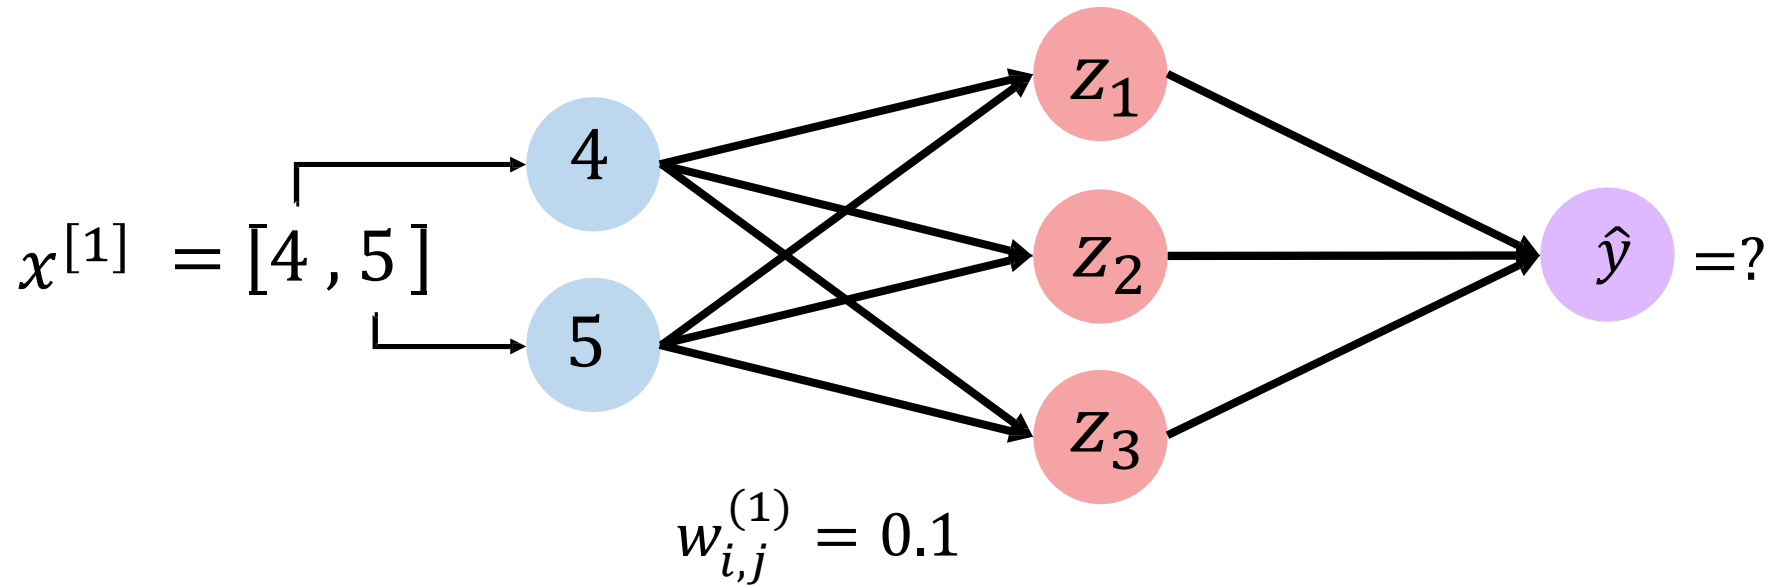 x^[1] = [4 , 5]
4
5
z_1
z_2
z_3
ŷ =?
w_{i,j}^{(1)} = 0.1